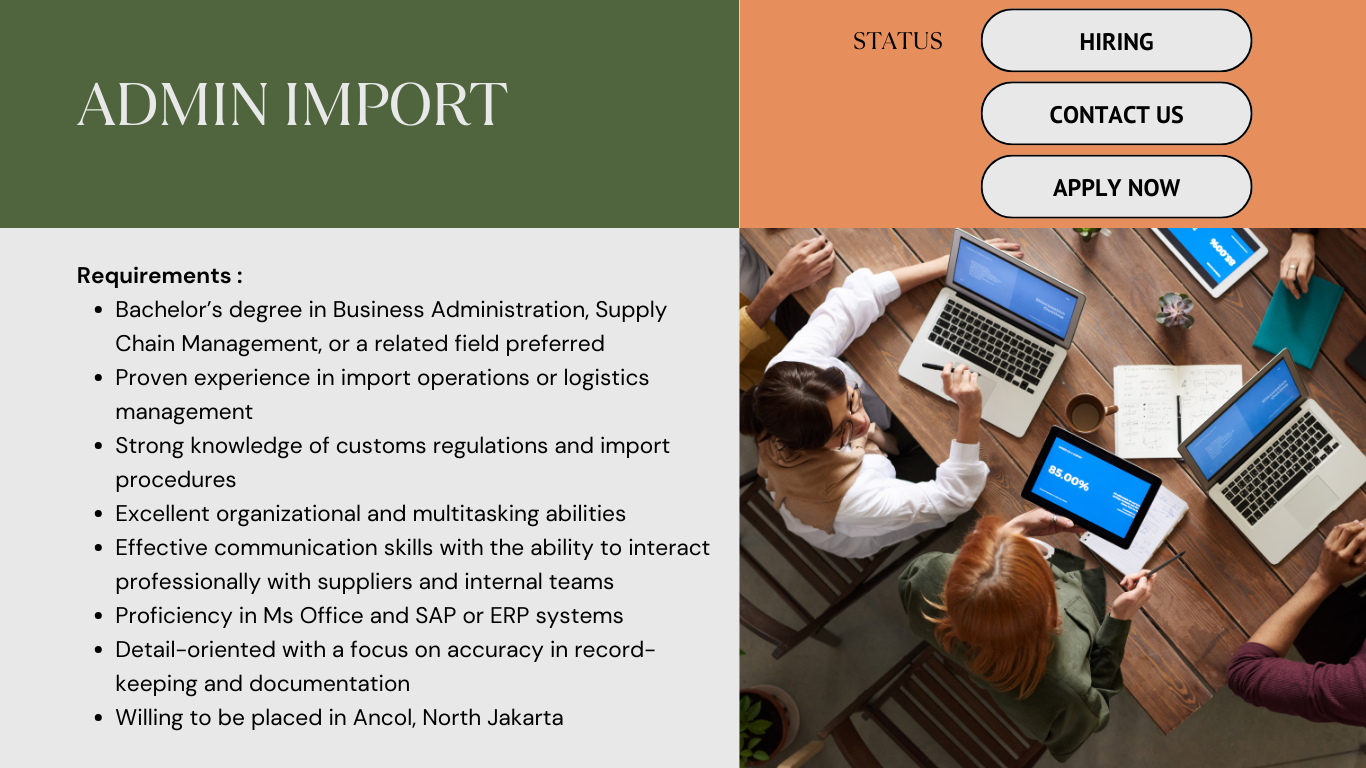 ADMIN IMPORT
STATUS
HIRING
CONTACT US
APPLY NOW
Requirements :
• Bachelor’s degree in Business Administration, Supply
Chain Management, or a related field preferred
• Proven experience in import operations or logistics
management
• Strong knowledge of customs regulations and import
procedures
• Excellent organizational and multitasking abilities
• Effective communication skills with the ability to interact
professionally with suppliers and internal teams
• Proficiency in Ms Office and SAP or ERP systems
• Detail-oriented with a focus on accuracy in record-
keeping and documentation
• Willing to be placed in Ancol, North Jakarta
85.00%
85.00%